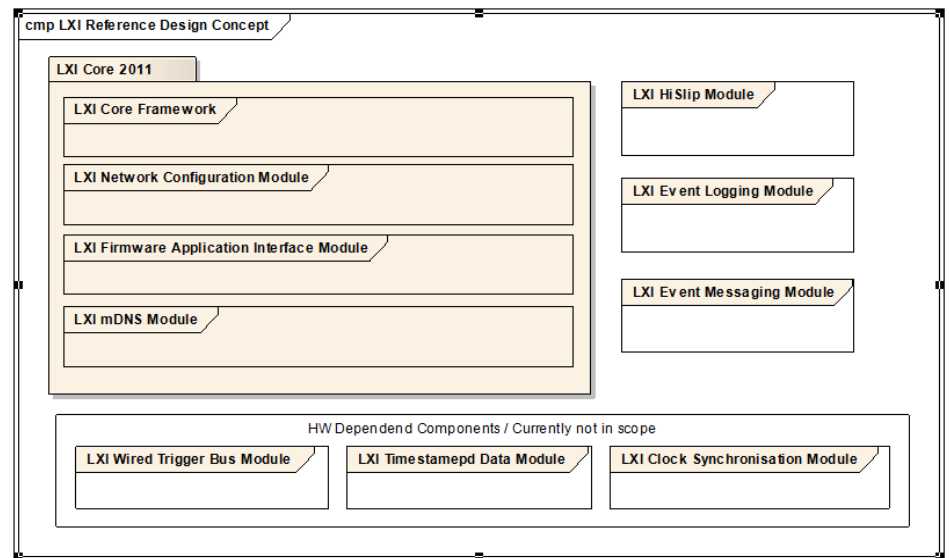 cmp LXI Reference Design Concept
LXI Core 2011
LXI Core Framework
LXI Network Configuration Module
LXI Firmware Application Interface Module
LXI mDNS Module
LXI HiSlip Module
LXI Event Logging Module
LXI Event Messaging Module
HW Dependend Components / Currently not in scope
LXI Wired Trigger Bus Module
LXI Timestamepd Data Module
LXI Clock Synchronisation Module